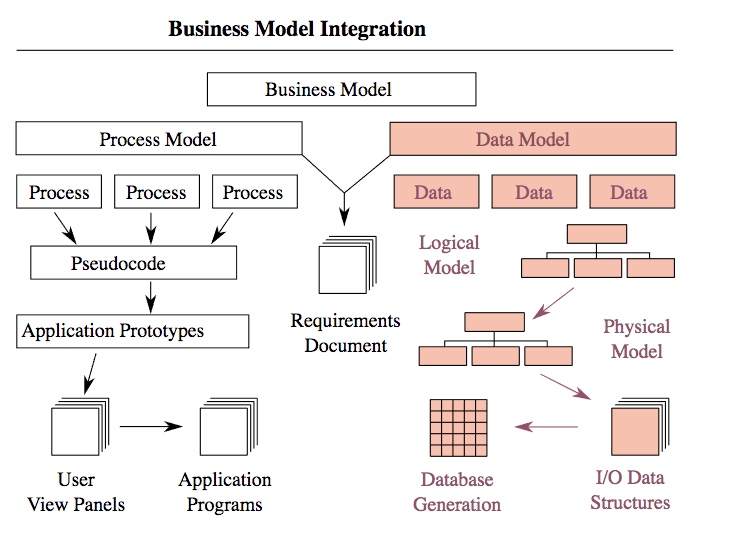 Business Model Integration
Business Model
Process Model
Data Model
Process
Process
Process
Data
Data
Data
Logical
Model
Pseudocode
Requirements
Document
Application Prototypes
Physical
Model
User
View Panels
Application
Programs
Database
Generation
I/O Data
Structures